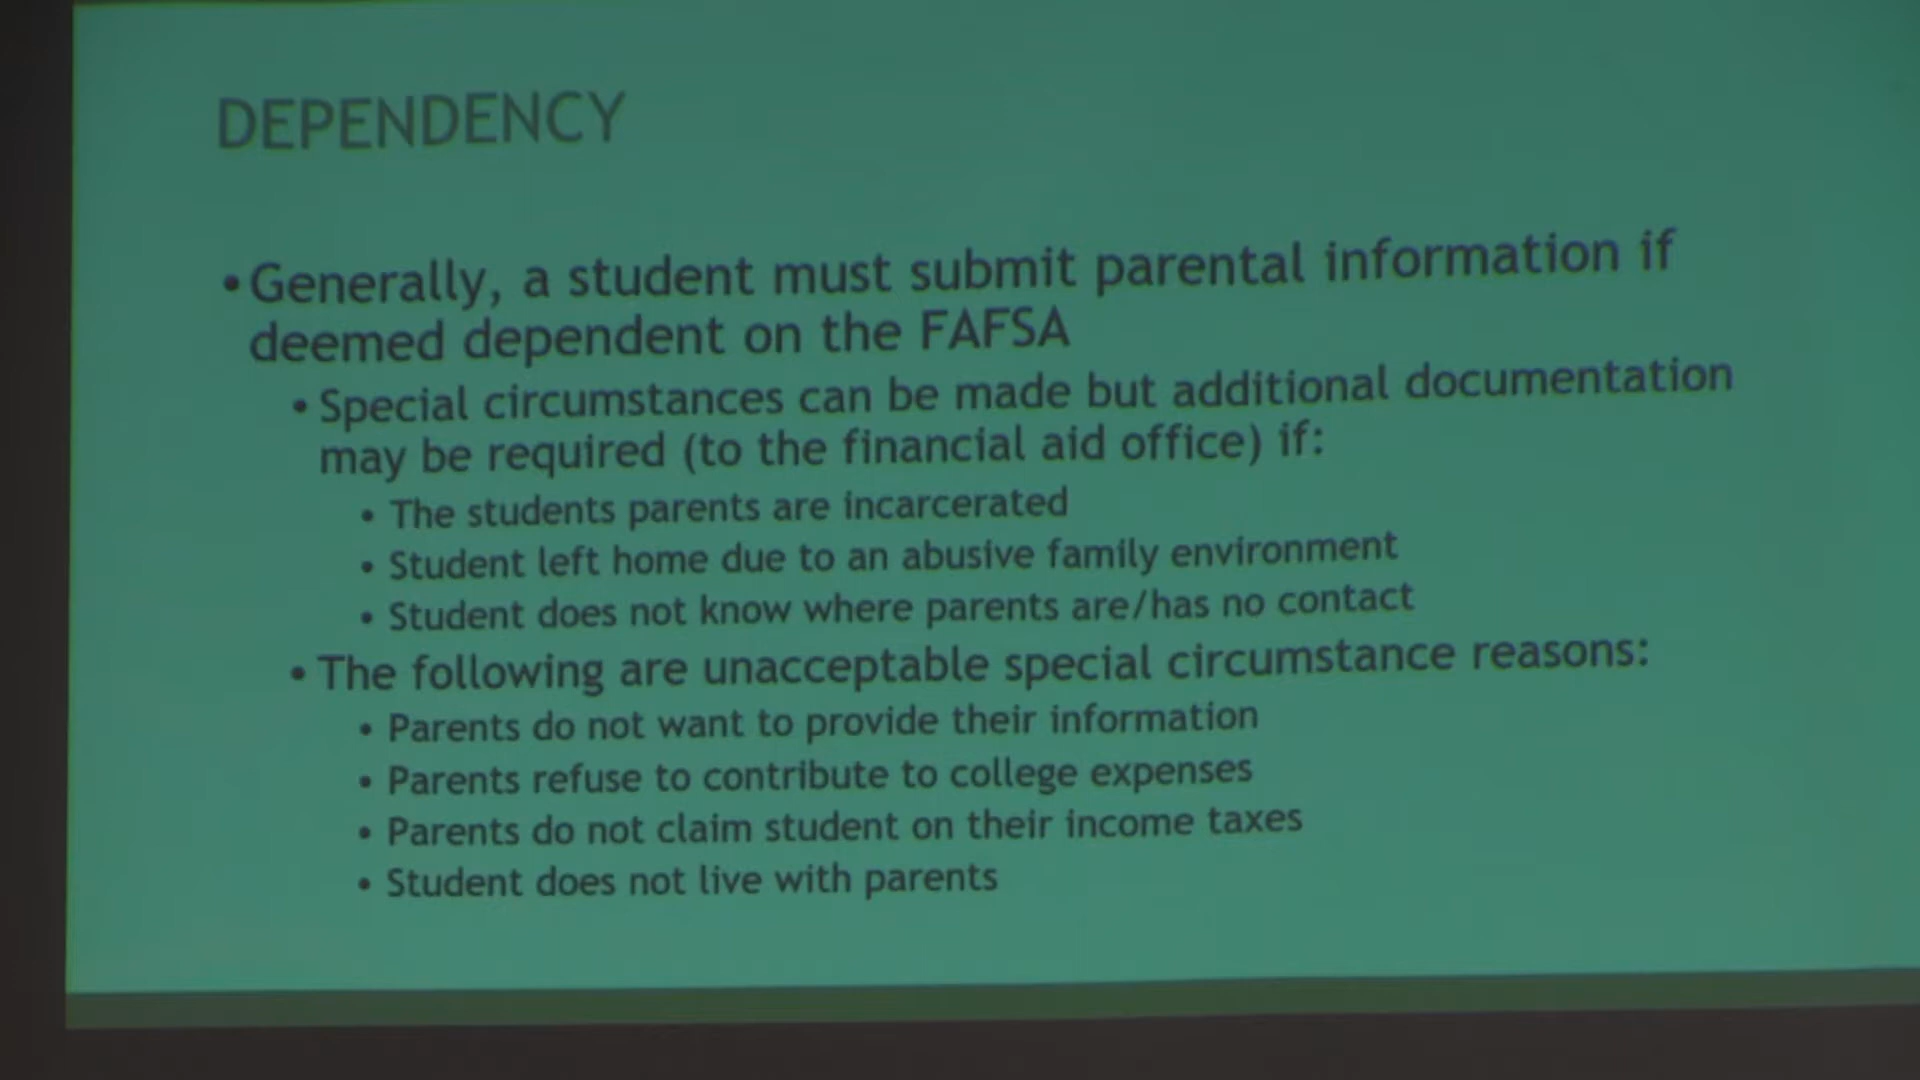 DEPENDENCY
• Generally, a student must submit parental information if
deemed dependent on the FAFSA
• Special circumstances can be made but additional documentation
may be required (to the financial aid office) if:
• The students parents are incarcerated
• Student left home due to an abusive family environment
• Student does not know where parents are/has no contact
• The following are unacceptable special circumstance reasons:
• Parents do not want to provide their information
• Parents refuse to contribute to college expenses
• Parents do not claim student on their income taxes
• Student does not live with parents